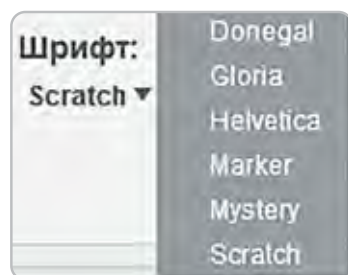 Шрифт:
Scratch ▼
Donegal
Gloria
Helvetica
Marker
Mystery
Scratch